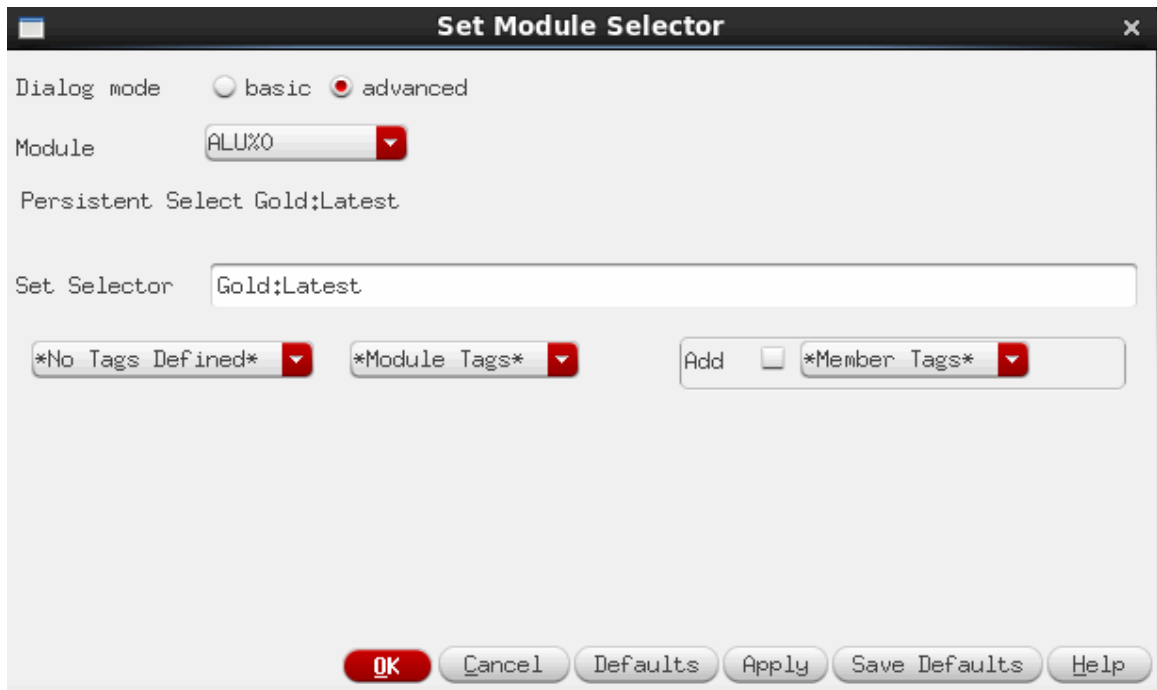 Set Module Selector
Dialog mode basic advanced
Module ALU%0
Persistent Select Gold:Latest
Set Selector Gold:Latest
*No Tags Defined* *Module Tags* Add *Member Tags*
OK Cancel Defaults Apply Save Defaults Help